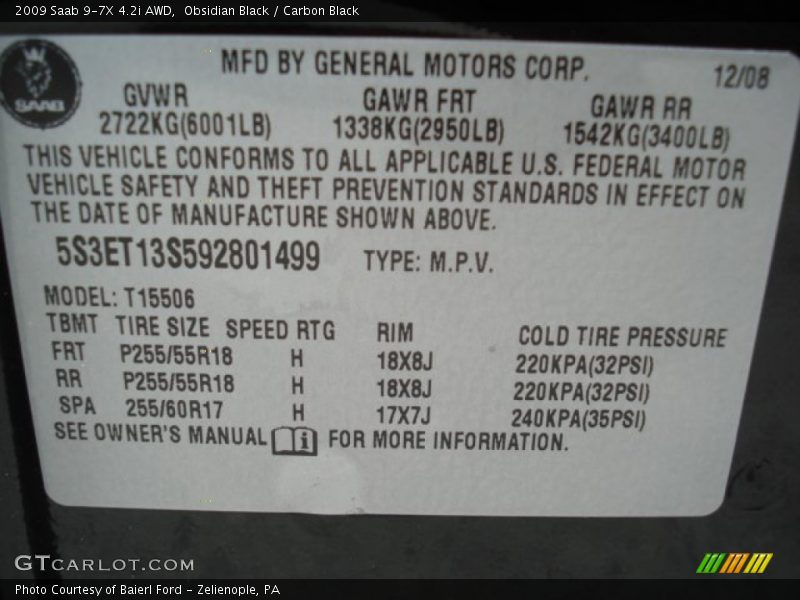 2009 Saab 9-7X 4.2i AWD,  Obsidian Black / Carbon Black
SAAB
MFD BY GENERAL MOTORS CORP.
12/08
GVWR GAWR FRT GAWR RR
2722KG(6001LB) 1338KG(2950LB) 1542KG(3400LB)
THIS VEHICLE CONFORMS TO ALL APPLICABLE U.S. FEDERAL MOTOR
VEHICLE SAFETY AND THEFT PREVENTION STANDARDS IN EFFECT ON
THE DATE OF MANUFACTURE SHOWN ABOVE.
5S3ET13S592801499 TYPE: M.P.V.
MODEL: T15506
TBMT TIRE SIZE SPEED RTG RIM COLD TIRE PRESSURE
FRT P255/55R18 H 18X8J 220KPA(32PSI)
RR P255/55R18 H 18X8J 220KPA(32PSI)
SPA 255/60R17 H 17X7J 240KPA(35PSI)
SEE OWNER'S MANUAL i FOR MORE INFORMATION.
GTCARLOT.COM
Photo Courtesy of Baierl Ford - Zelienople, PA